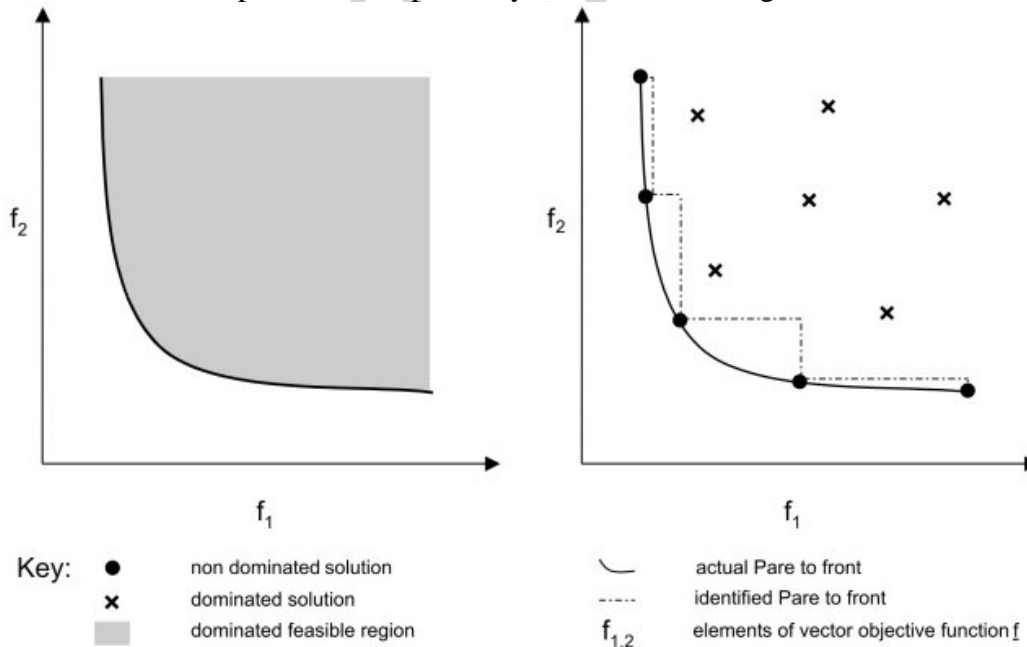 f2
f1
f2
f1
Key:
non dominated solution
dominated solution
dominated feasible region
actual Pare to front
identified Pare to front
f1,2 elements of vector objective function f